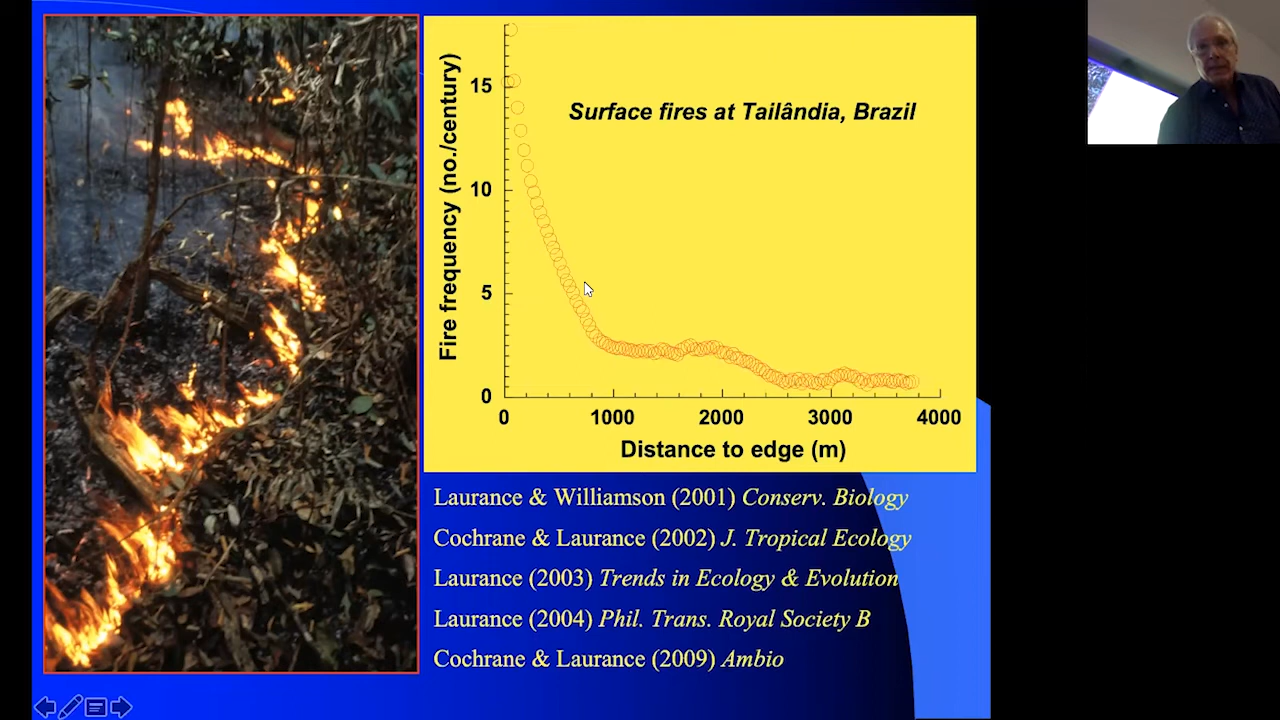 Surface fires at Tailândia, Brazil
Fire frequency (no./century)
15
10
5
0
0 1000 2000 3000 4000
Distance to edge (m)
Laurance & Williamson (2001) Conserv. Biology
Cochrane & Laurance (2002) J. Tropical Ecology
Laurance (2003) Trends in Ecology & Evolution
Laurance (2004) Phil. Trans. Royal Society B
Cochrane & Laurance (2009) Ambio